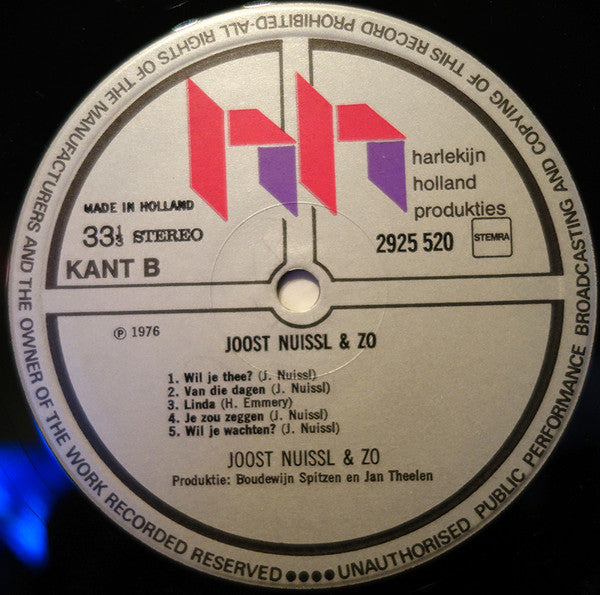 ALL RIGHTS OF THE MANUFACTURERS AND THE OWNER OF THE WORK RECORDED RESERVED •••• UNAUTHORISED PUBLIC PERFORMANCE BROADCASTING AND COPYING OF THIS RECORD PROHIBITED-
hh
harlekijn
holland
produkties
MADE IN HOLLAND
33⅓ STEREO
2925 520
STEMRA
KANT B
℗ 1976
JOOST NUISSL & ZO
1. Wil je thee? (J. Nuissl)
2. Van die dagen (J. Nuissl)
3. Linda (H. Emmery)
4. Je zou zeggen (J. Nuissl)
5. Wil je wachten? (J. Nuissl)
JOOST NUISSL & ZO
Produktie: Boudewijn Spitzen en Jan Theelen